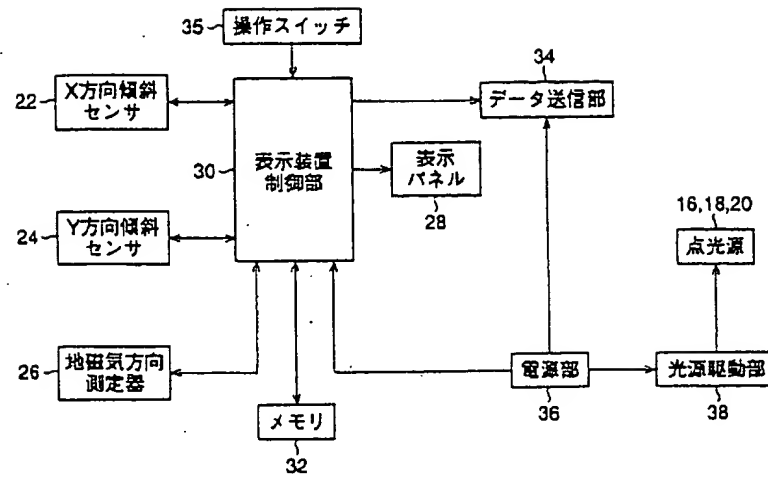 35
操作スイッチ
34
22
X方向傾斜
センサ
データ送信部
30
表示装置
制御部
表示
パネル
28
16,18,20
点光源
24
Y方向傾斜
センサ
26
地磁気方向
測定器
電源部
36
光源駆動部
38
メモリ
32